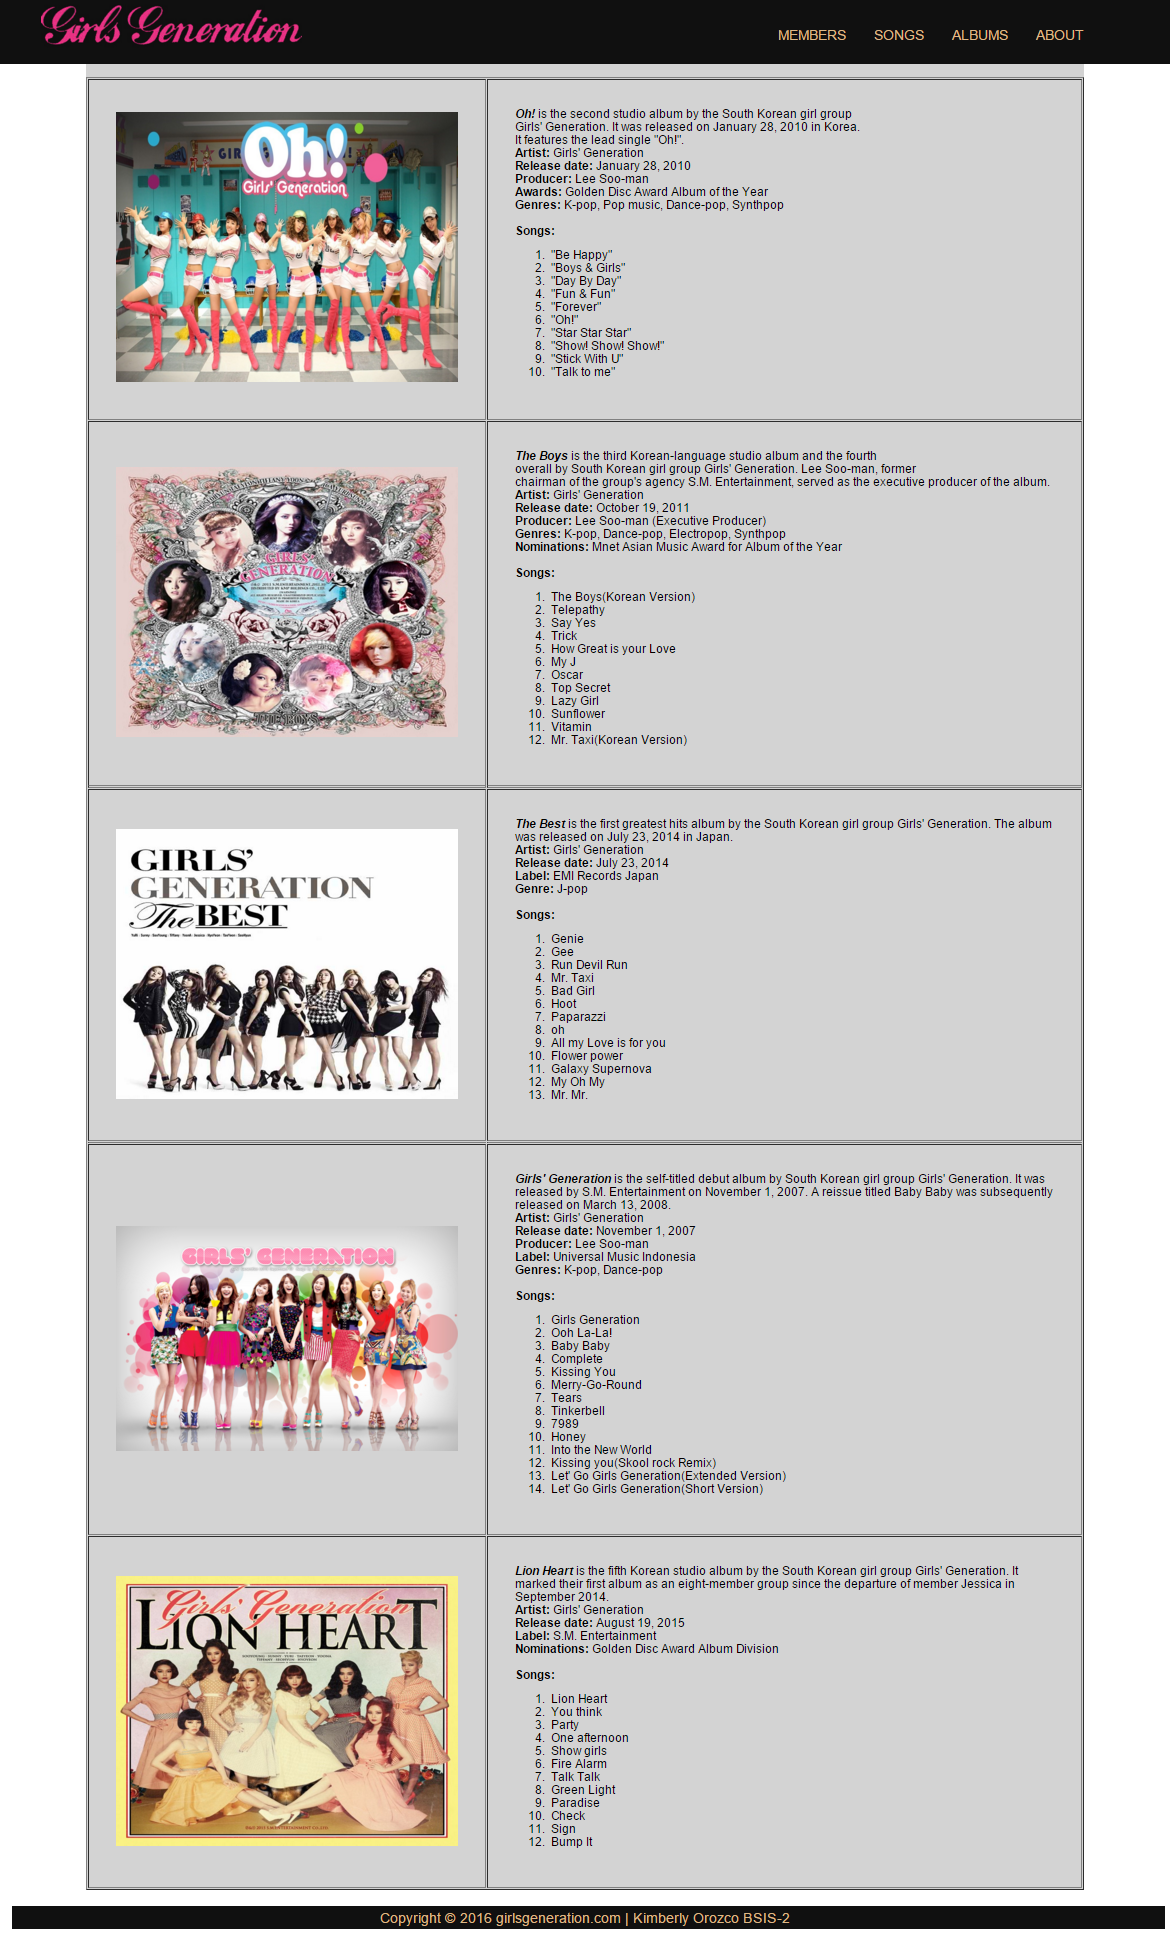 Girls Generation
MEMBERS SONGS ALBUMS ABOUT
Oh!
Girls' Generation
Oh! is the second studio album by the South Korean girl group
Girls' Generation. It was released on January 28, 2010 in Korea.
It features the lead single "Oh!".
Artist: Girls' Generation
Release date: January 28, 2010
Producer: Lee Soo-man
Awards: Golden Disc Award Album of the Year
Genres: K-pop, Pop music, Dance-pop, Synthpop
Songs:
1. "Be Happy"
2. "Boys & Girls"
3. "Day By Day"
4. "Fun & Fun"
5. "Forever"
6. "Oh!"
7. "Star Star Star"
8. "Show! Show! Show!"
9. "Stick With U"
10. "Talk to me"
GIRLS'
GENERATION
THE BOYS
The Boys is the third Korean-language studio album and the fourth
overall by South Korean girl group Girls' Generation. Lee Soo-man, former
chairman of the group's agency S.M. Entertainment, served as the executive producer of the album.
Artist: Girls' Generation
Release date: October 19, 2011
Producer: Lee Soo-man (Executive Producer)
Genres: K-pop, Dance-pop, Electropop, Synthpop
Nominations: Mnet Asian Music Award for Album of the Year
Songs:
1. The Boys(Korean Version)
2. Telepathy
3. Say Yes
4. Trick
5. How Great is your Love
6. My J
7. Oscar
8. Top Secret
9. Lazy Girl
10. Sunflower
11. Vitamin
12. Mr. Taxi(Korean Version)
GIRLS'
GENERATION
The BEST
The Best is the first greatest hits album by the South Korean girl group Girls' Generation. The album
was released on July 23, 2014 in Japan.
Artist: Girls' Generation
Release date: July 23, 2014
Label: EMI Records Japan
Genre: J-pop
Songs:
1. Genie
2. Gee
3. Run Devil Run
4. Mr. Taxi
5. Bad Girl
6. Hoot
7. Paparazzi
8. oh
9. All my Love is for you
10. Flower power
11. Galaxy Supernova
12. My Oh My
13. Mr. Mr.
GIRLS' GENERATION
Girls' Generation is the self-titled debut album by South Korean girl group Girls' Generation. It was
released by S.M. Entertainment on November 1, 2007. A reissue titled Baby Baby was subsequently
released on March 13, 2008.
Artist: Girls' Generation
Release date: November 1, 2007
Producer: Lee Soo-man
Label: Universal Music Indonesia
Genres: K-pop, Dance-pop
Songs:
1. Girls Generation
2. Ooh La-La!
3. Baby Baby
4. Complete
5. Kissing You
6. Merry-Go-Round
7. Tears
8. Tinkerbell
9. 7989
10. Honey
11. Into the New World
12. Kissing you(Skool rock Remix)
13. Let' Go Girls Generation(Extended Version)
14. Let' Go Girls Generation(Short Version)
Girls' Generation
LION HEART
Lion Heart is the fifth Korean studio album by the South Korean girl group Girls' Generation. It
marked their first album as an eight-member group since the departure of member Jessica in
September 2014.
Artist: Girls' Generation
Release date: August 19, 2015
Label: S.M. Entertainment
Nominations: Golden Disc Award Album Division
Songs:
1. Lion Heart
2. You think
3. Party
4. One afternoon
5. Show girls
6. Fire Alarm
7. Talk Talk
8. Green Light
9. Paradise
10. Check
11. Sign
12. Bump It
Copyright © 2016 girlsgeneration.com | Kimberly Orozco BSIS-2